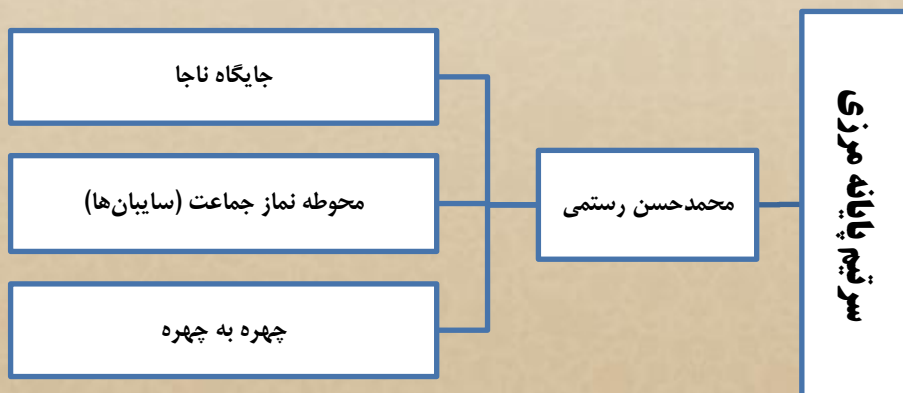 سرتیم پایانه مرزی
محمدحسن رستمی
جایگاه ناجا
محوطه نماز جماعت (سایبان‌ها)
چهره به چهره